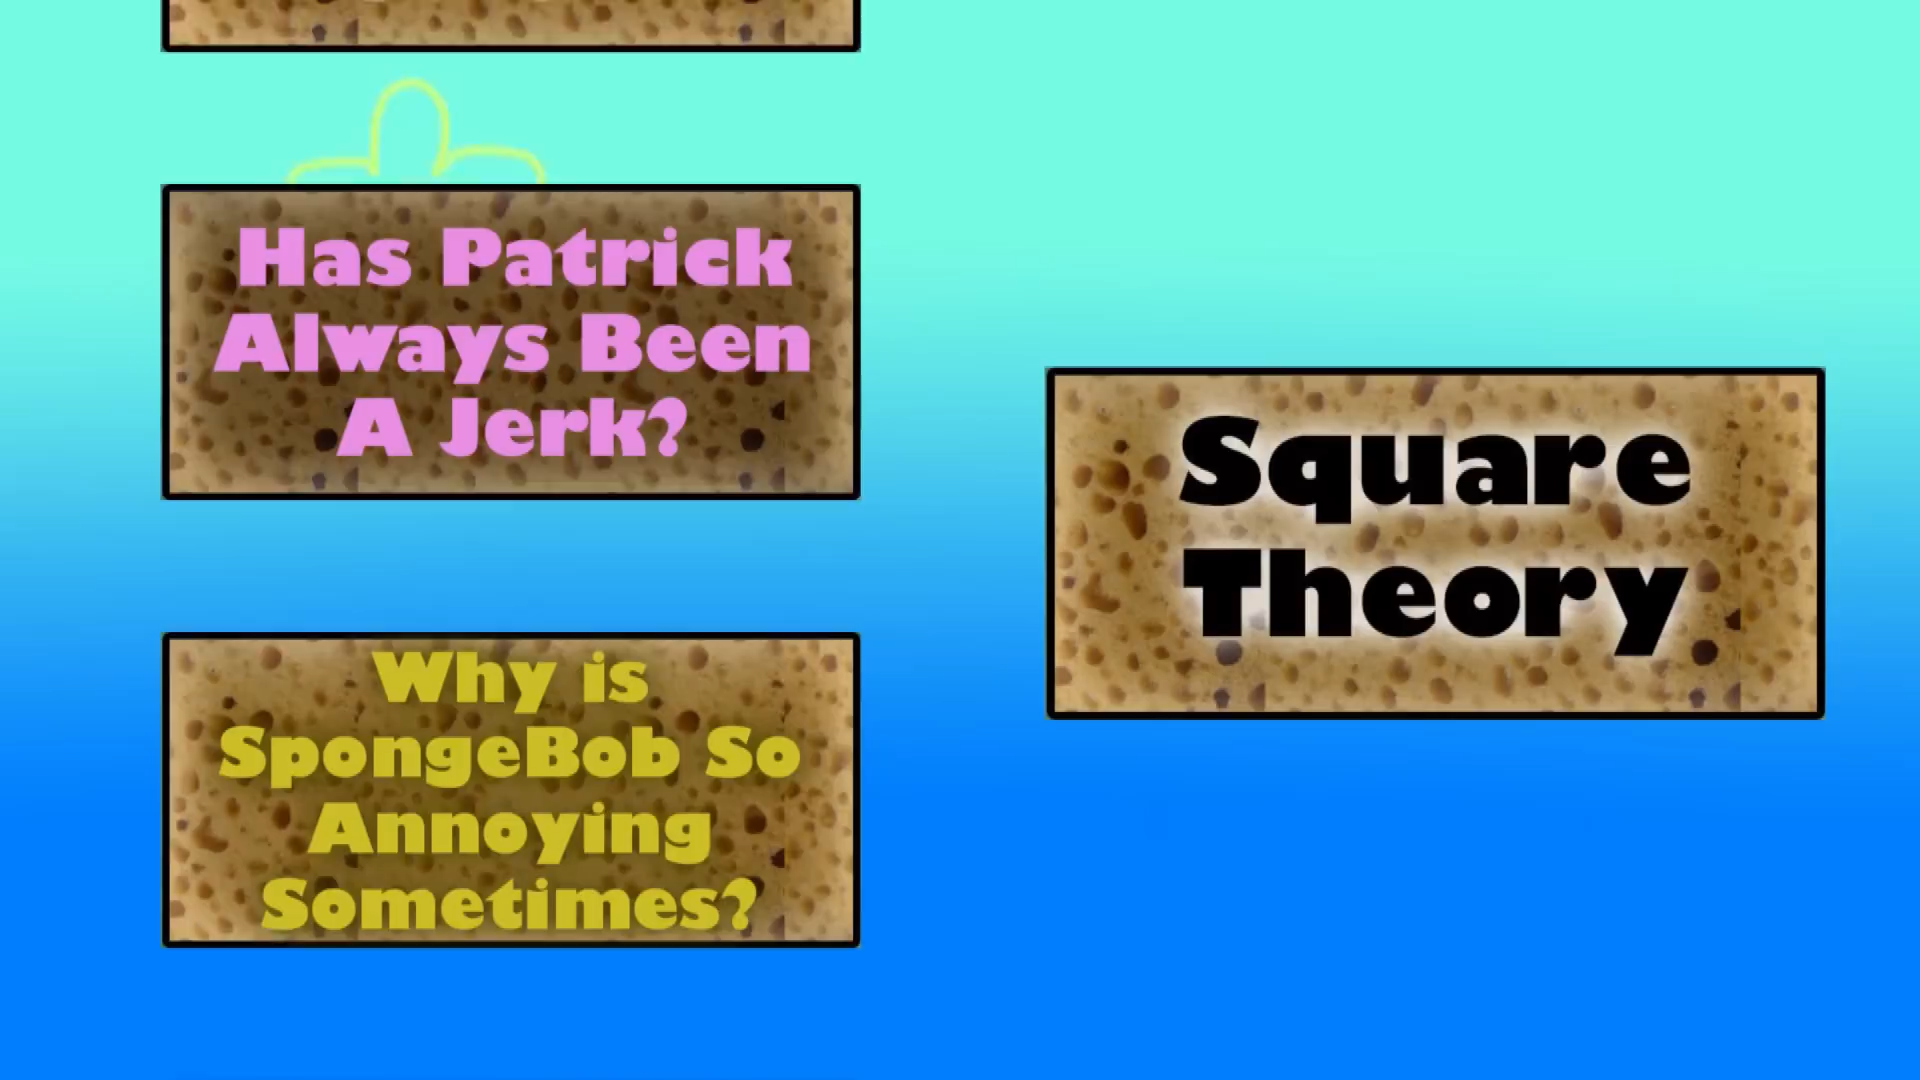 Has Patrick
Always Been
A Jerk?
Why is
SpongeBob So
Annoying
Sometimes?
Square
Theory